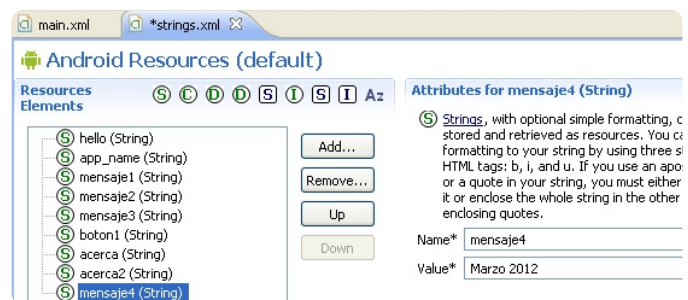 main.xml
*strings.xml
Android Resources (default)
Resources Elements
S C D D S I S I Az
S hello (String)
S app_name (String)
S mensaje1 (String)
S mensaje2 (String)
S mensaje3 (String)
S boton1 (String)
S acerca (String)
S acerca2 (String)
S mensaje4 (String)
Add...
Remove...
Up
Down
Attributes for mensaje4 (String)
S Strings, with optional simple formatting, c
stored and retrieved as resources. You ca
formatting to your string by using three s
HTML tags: b, i, and u. If you use an apo
or a quote in your string, you must either
it or enclose the whole string in the other
enclosing quotes.
Name* mensaje4
Value* Marzo 2012